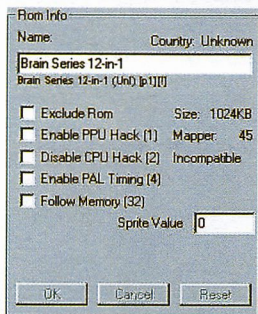 Rom Info
Name: Country: Unknown
Brain Series 12-in-1
Brain Series 12-in-1 (Unl) [p1][!]
Exclude Rom Size: 1024KB
Enable PPU Hack (1) Mapper: 45
Disable CPU Hack (2) Incompatible
Enable PAL Timing (4)
Follow Memory (32)
Sprite Value 0
OK Cancel Reset